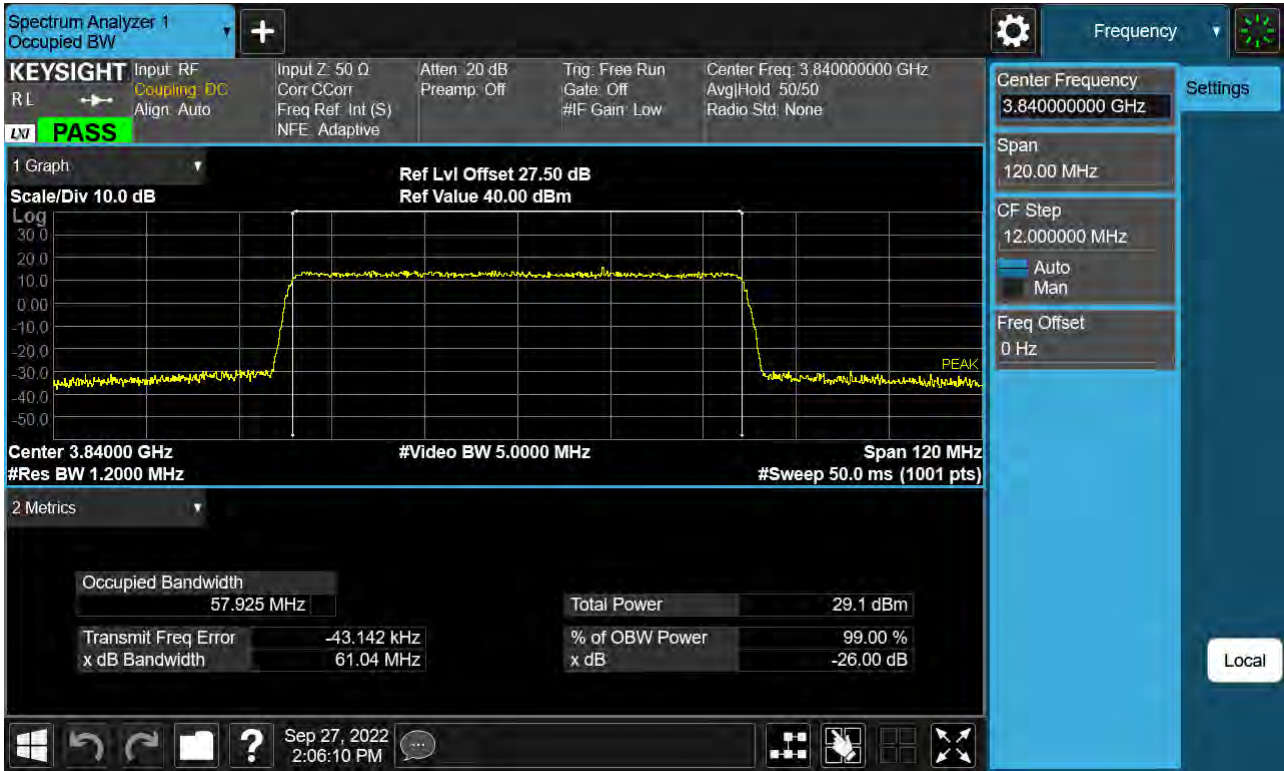 Spectrum Analyzer 1
Occupied BW
+
Frequency
KEYSIGHT
RL
LXI
PASS
Input: RF
Coupling: DC
Align: Auto
Input Z: 50 Ω
Corr CCorr
Freq Ref: Int (S)
NFE: Adaptive
Atten: 20 dB
Preamp: Off
Trig: Free Run
Gate: Off
#IF Gain: Low
Center Freq: 3.840000000 GHz
Avg|Hold: 50/50
Radio Std: None
Center Frequency
3.840000000 GHz
Settings
Span
120.00 MHz
CF Step
12.000000 MHz
Auto
Man
Freq Offset
0 Hz
1 Graph
Scale/Div 10.0 dB
Ref Lvl Offset 27.50 dB
Ref Value 40.00 dBm
Log
30.0
20.0
10.0
0.00
-10.0
-20.0
-30.0
-40.0
-50.0
PEAK
Center 3.84000 GHz
#Video BW 5.0000 MHz
Span 120 MHz
#Res BW 1.2000 MHz
#Sweep 50.0 ms (1001 pts)
2 Metrics
Occupied Bandwidth
57.925 MHz
Total Power 29.1 dBm
Transmit Freq Error -43.142 kHz
% of OBW Power 99.00 %
x dB Bandwidth 61.04 MHz
x dB -26.00 dB
Local
?
Sep 27, 2022
2:06:10 PM